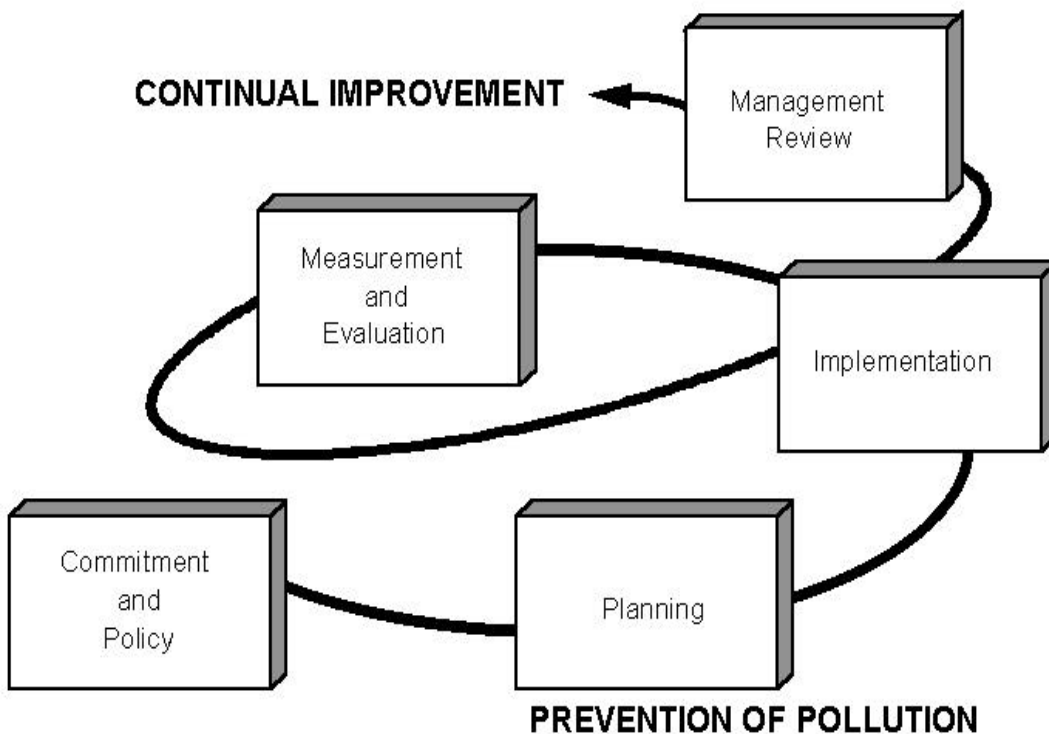 CONTINUAL IMPROVEMENT
Management
Review
Measurement
and
Evaluation
Implementation
Commitment
and
Policy
Planning
PREVENTION OF POLLUTION